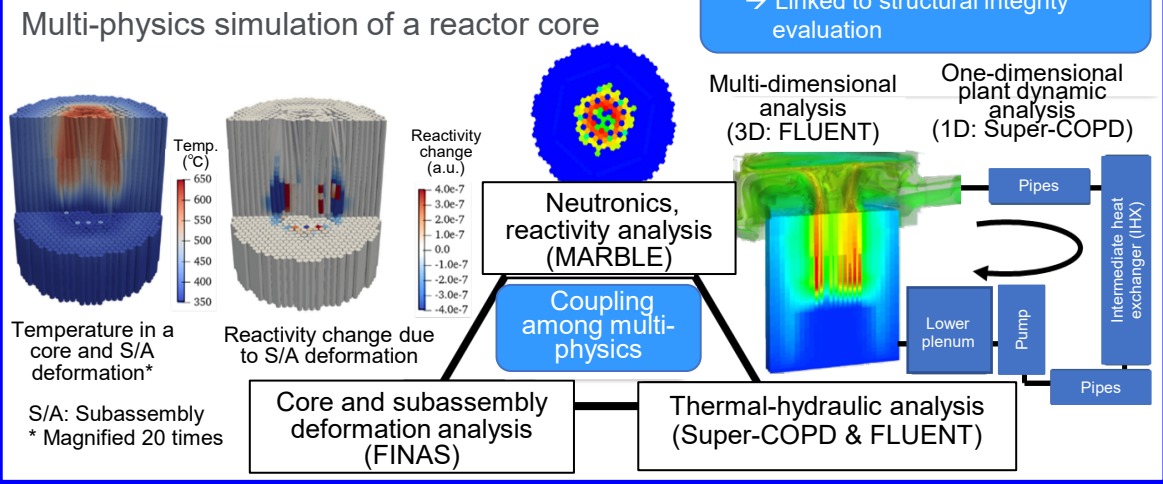 Multi-physics simulation of a reactor core
→ Linked to structural integrity
evaluation
Temp.
(℃)
650
600
550
500
450
400
350
Temperature in a
core and S/A
deformation*
S/A: Subassembly
* Magnified 20 times
Reactivity
change
(a.u.)
4.0e-7
3.0e-7
2.0e-7
1.0e-7
0.0
-1.0e-7
-2.0e-7
-3.0e-7
-4.0e-7
Reactivity change due
to S/A deformation
Neutronics,
reactivity analysis
(MARBLE)
Coupling
among multi-
physics
Core and subassembly
deformation analysis
(FINAS)
Thermal-hydraulic analysis
(Super-COPD & FLUENT)
Multi-dimensional
analysis
(3D: FLUENT)
One-dimensional
plant dynamic
analysis
(1D: Super-COPD)
Pipes
Intermediate heat
exchanger (IHX)
Lower
plenum
Pump
Pipes